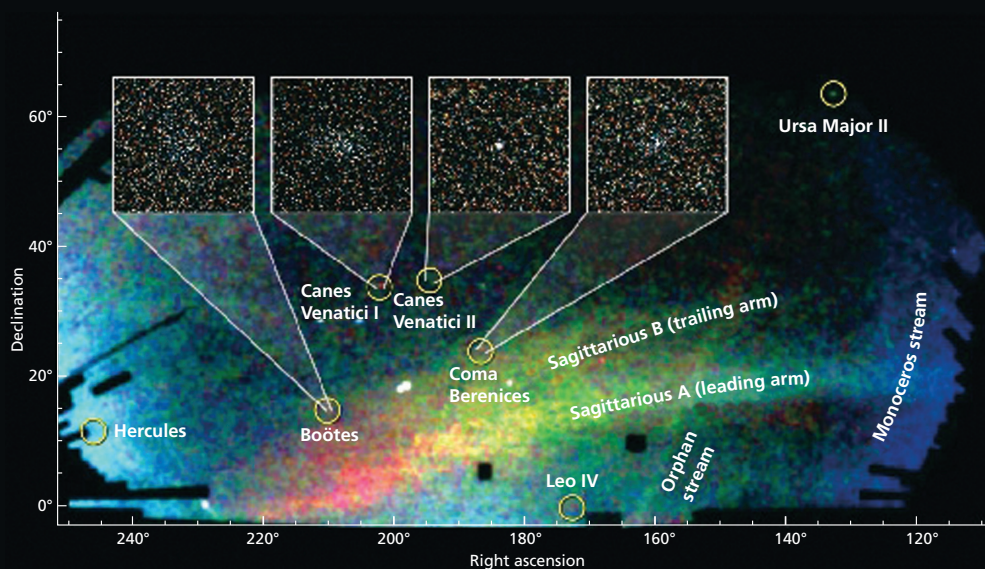 60°
40°
20°
0°
Declination
Ursa Major II
Canes
Venatici I
Canes
Venatici II
Sagittarious B (trailing arm)
Coma
Berenices
Sagittarious A (leading arm)
Monoceros stream
Hercules
Boötes
Orphan
stream
Leo IV
240°
220°
200°
180°
160°
140°
120°
Right ascension